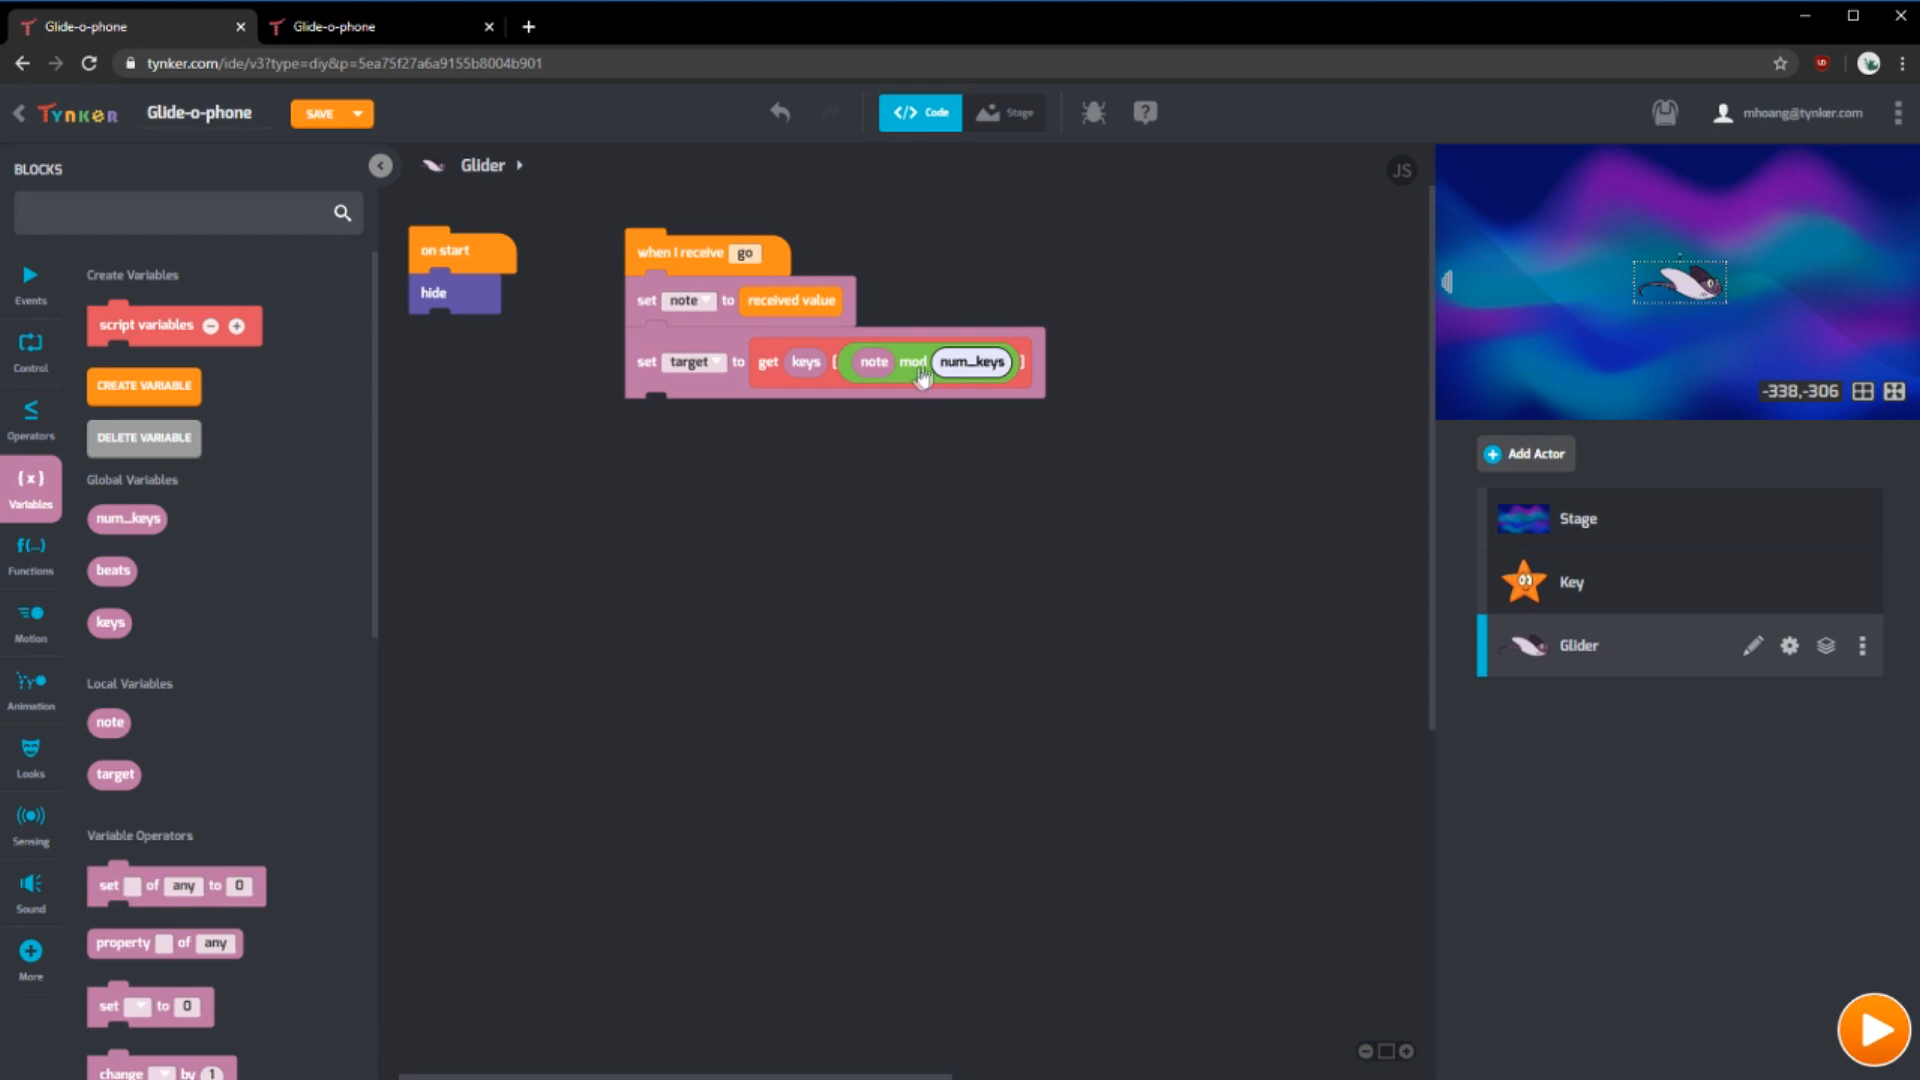 Glide-o-phone
Glide-o-phone
tynker.com/ide/v3?type=diy&p=5ea75f27a6a9155b8004b901
TYNKER
Glide-o-phone
SAVE
</> Code
Stage
mhoang@tynker.com
BLOCKS
Glider
JS
Events
Control
Operators
Variables
Functions
Motion
Animation
Looks
Sensing
Sound
More
Create Variables
script variables
CREATE VARIABLE
DELETE VARIABLE
Global Variables
num_keys
beats
keys
Local Variables
note
target
Variable Operators
set of any to 0
property of any
set to 0
change by 1
on start
hide
when I receive go
set note to received value
set target to get keys [ note mod num_keys ]
-338,-306
Add Actor
Stage
Key
Glider